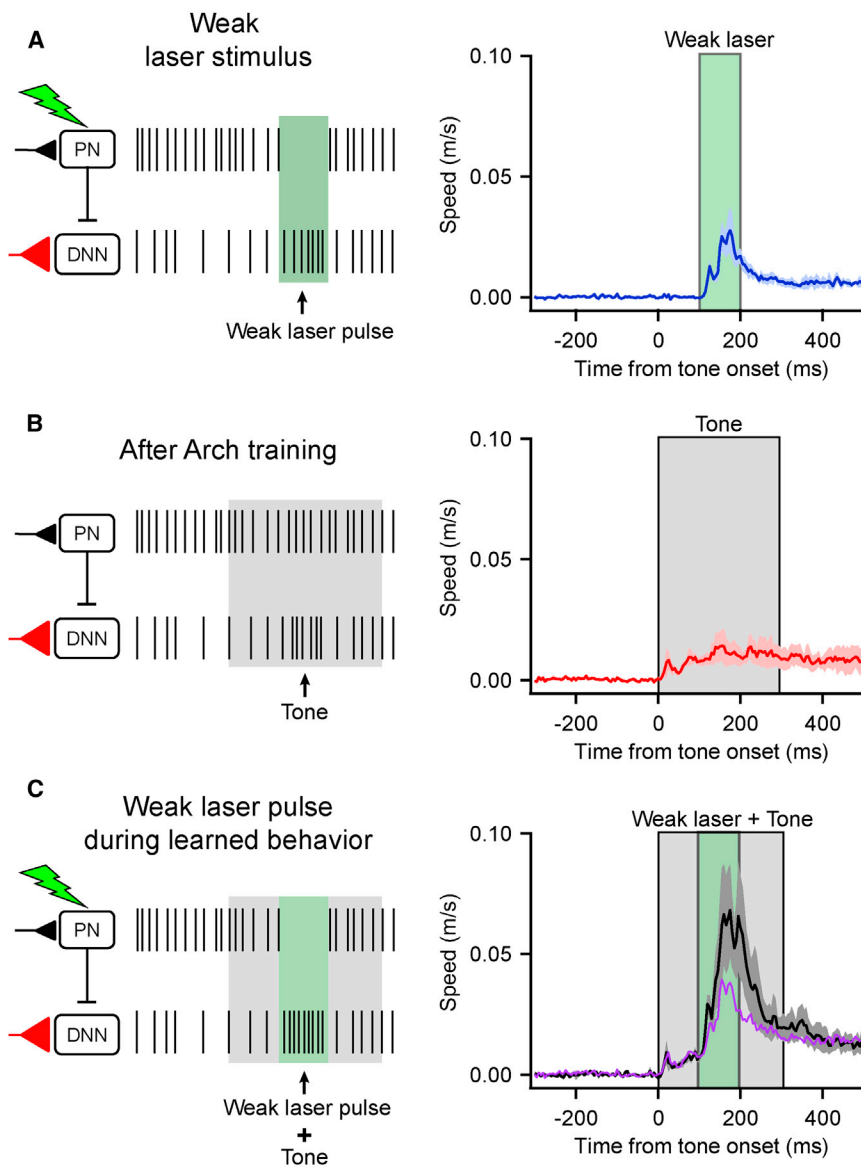 A
Weak
laser stimulus
PN
DNN
Weak laser pulse
Weak laser
0.10
0.05
0.00
Speed (m/s)
-200
0
200
400
Time from tone onset (ms)
B
After Arch training
PN
DNN
Tone
Tone
0.10
0.05
0.00
Speed (m/s)
-200
0
200
400
Time from tone onset (ms)
C
Weak laser pulse
during learned behavior
PN
DNN
Weak laser pulse
+
Tone
Weak laser + Tone
0.10
0.05
0.00
Speed (m/s)
-200
0
200
400
Time from tone onset (ms)